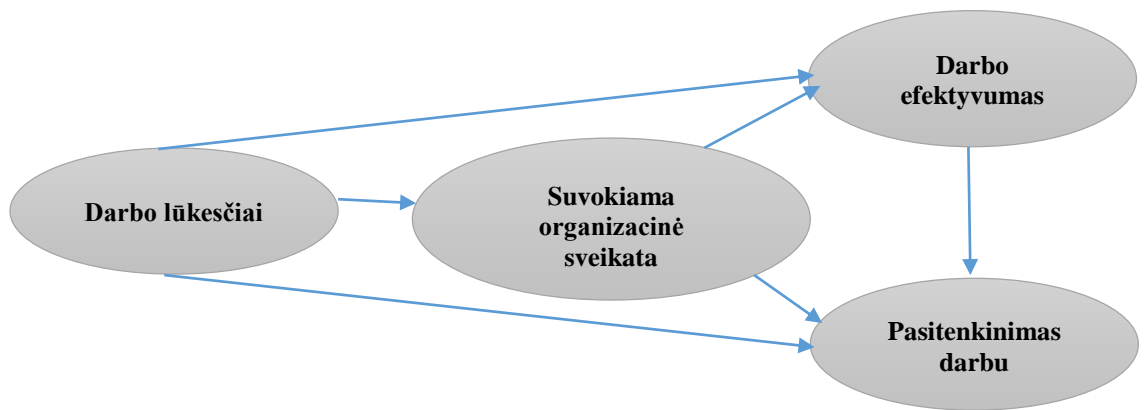 Darbo
efektyvumas
Darbo lūkesčiai
Suvokiama
organizacinė
sveikata
Pasitenkinimas
darbu